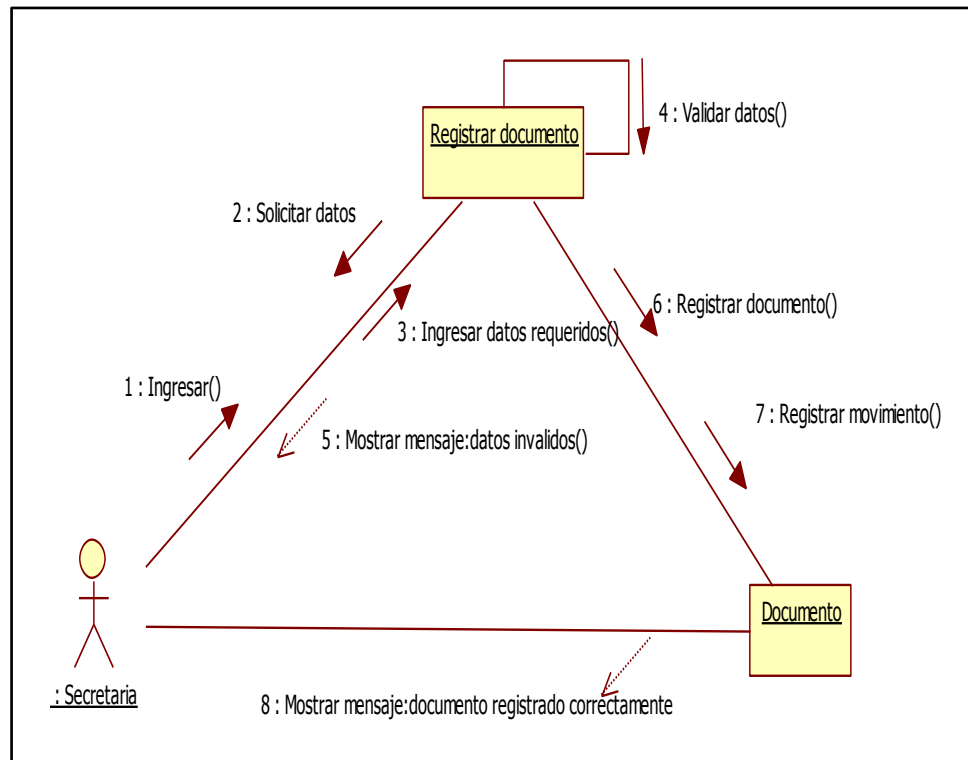 4 : Validar datos()
Registrar documento
2 : Solicitar datos
6 : Registrar documento()
3 : Ingresar datos requeridos()
1 : Ingresar()
7 : Registrar movimiento()
5 : Mostrar mensaje:datos invalidos()
Documento
: Secretaria
8 : Mostrar mensaje:documento registrado correctamente